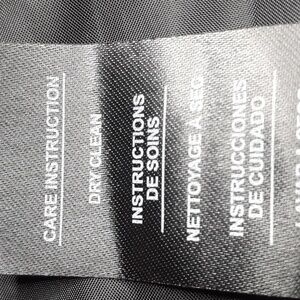 CARE INSTRUCTION
DRY CLEAN
INSTRUCTIONS
DE SOINS
NETTOYAGE À SEC
INSTRUCCIONES
DE CUIDADO